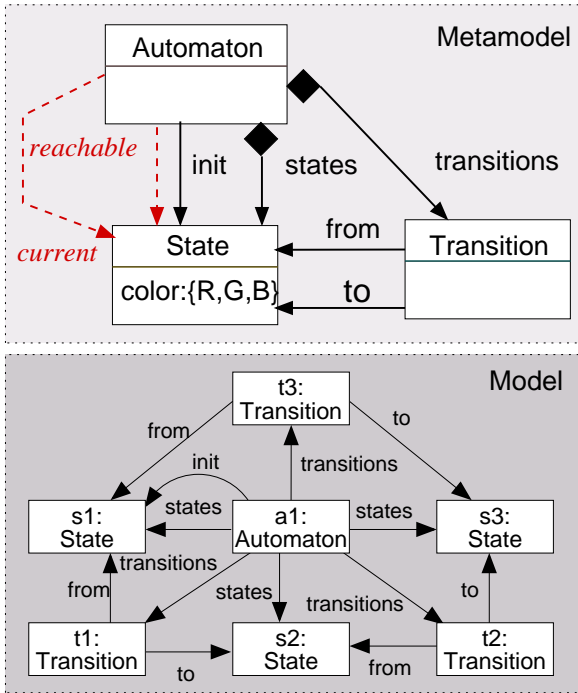 Metamodel
Automaton
reachable
init
states
transitions
current
State
from
Transition
color:{R,G,B}
to
Model
t3:
Transition
from
to
init
transitions
states
states
s1:
State
a1:
Automaton
s3:
State
transitions
from
states
transitions
to
t1:
Transition
to
s2:
State
from
t2:
Transition